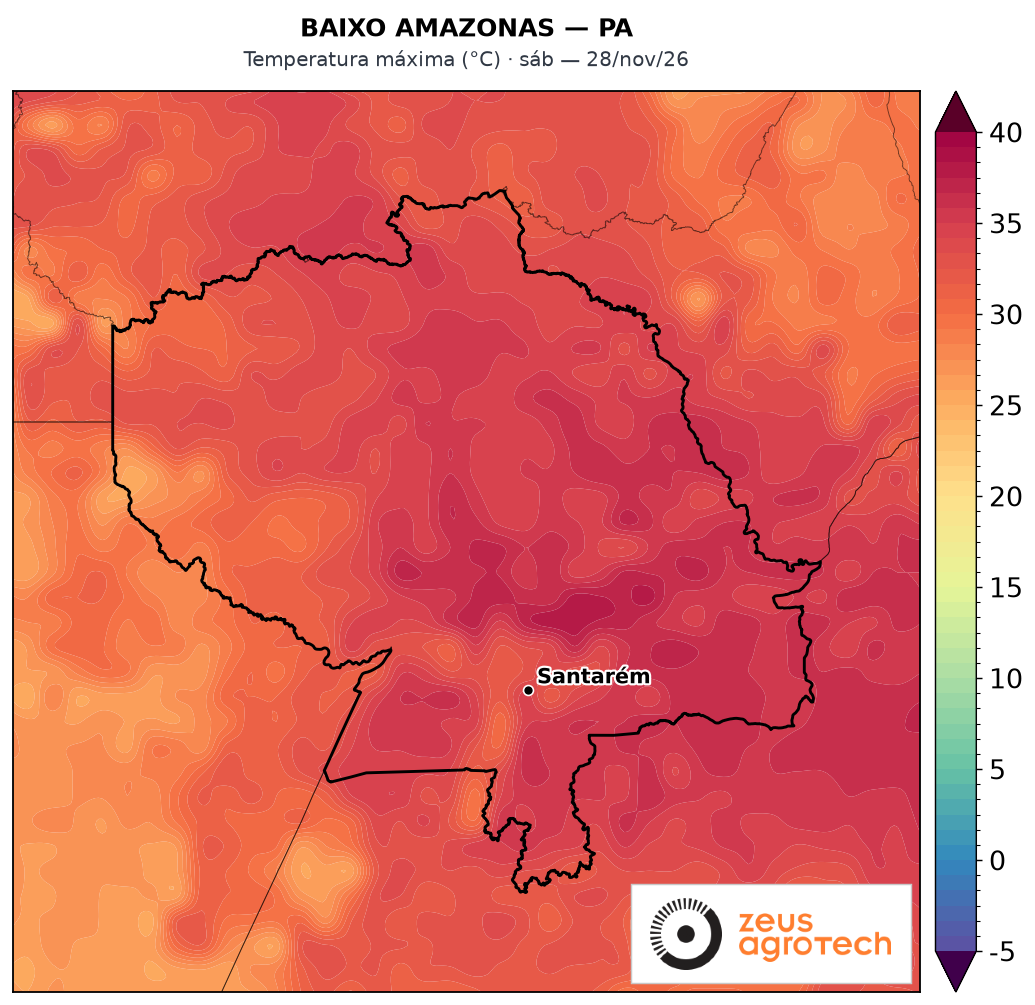 BAIXO AMAZONAS — PA
Temperatura máxima (°C) · sáb — 28/nov/26
40
35
30
25
20
15
10
5
0
-5
Santarém
zeus
agrotech